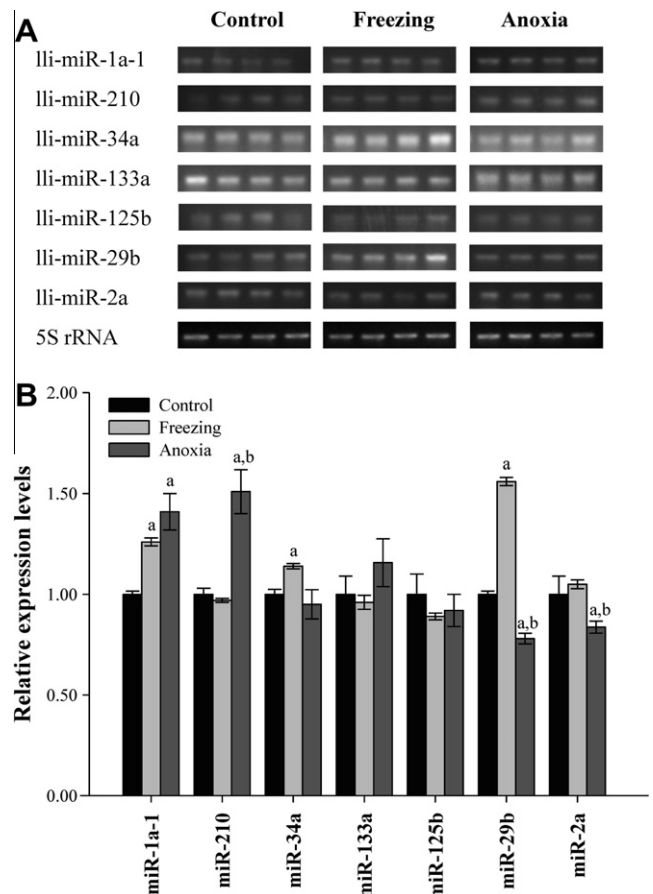 A
Control Freezing Anoxia
lli-miR-1a-1
lli-miR-210
lli-miR-34a
lli-miR-133a
lli-miR-125b
lli-miR-29b
lli-miR-2a
5S rRNA
B
2.00
1.50
1.00
0.50
0.00
Relative expression levels
Control
Freezing
Anoxia
a
a
a,b
a
a
a,b
a,b
miR-1a-1
miR-210
miR-34a
miR-133a
miR-125b
miR-29b
miR-2a